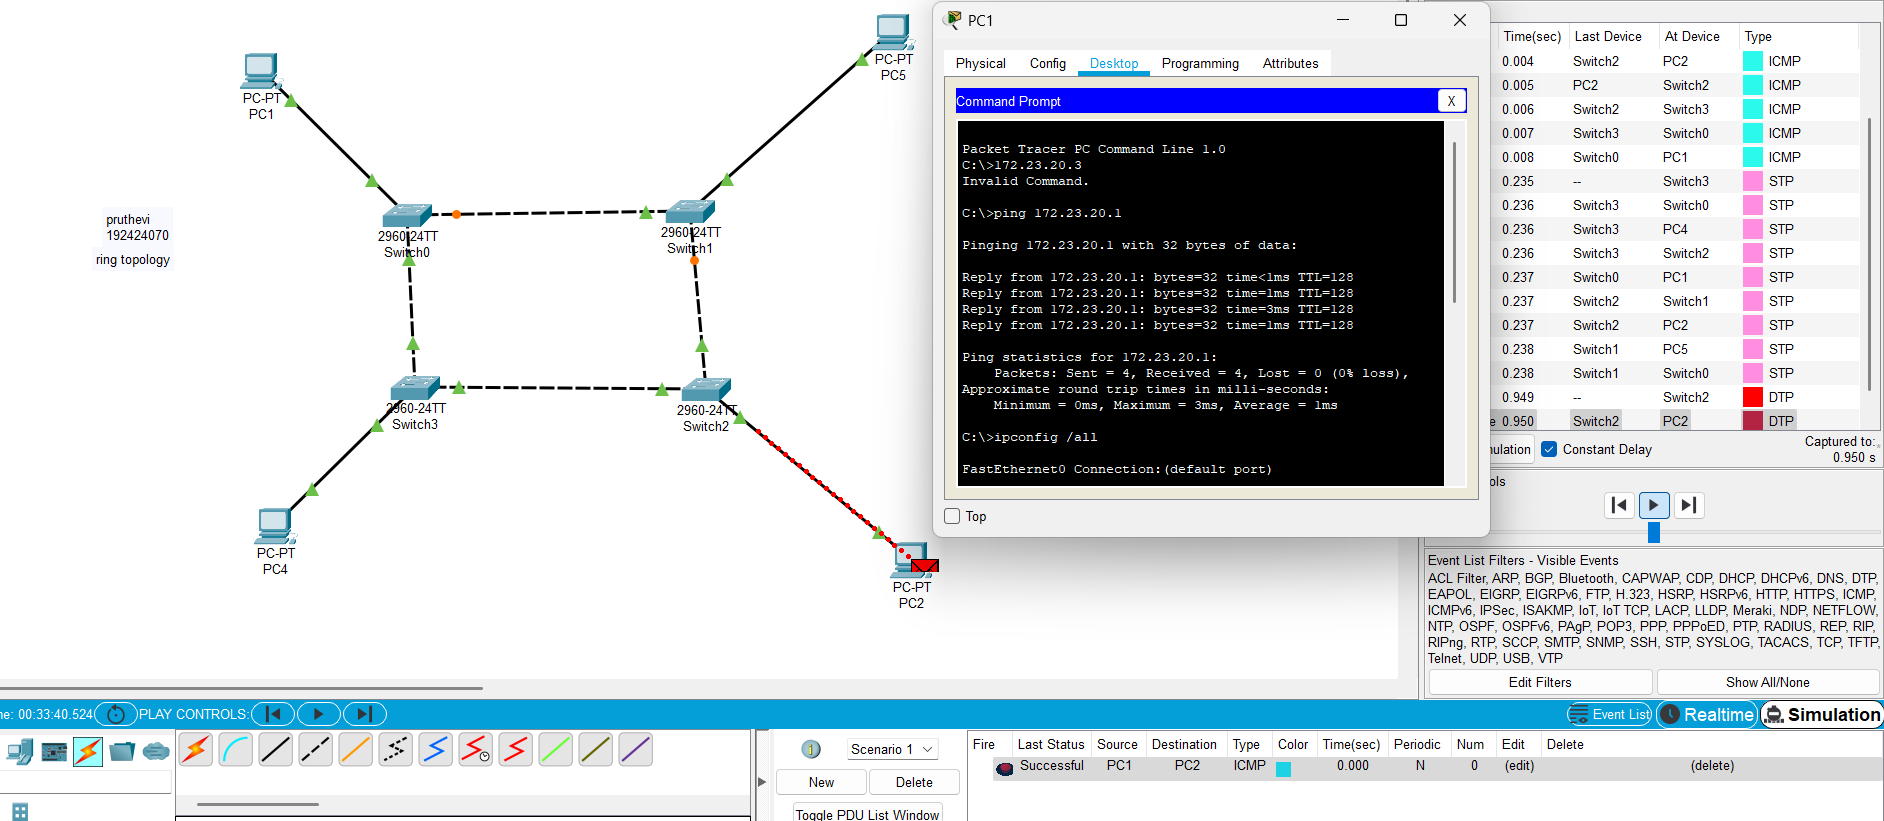 PC-PT
PC1
PC-PT
PC5
pruthevi
192424070
ring topology
2960-24TT
Switch0
2960-24TT
Switch1
2960-24TT
Switch3
2960-24TT
Switch2
PC-PT
PC4
PC-PT
PC2
PC1
Physical Config Desktop Programming Attributes
Command Prompt X
Packet Tracer PC Command Line 1.0
C:\>172.23.20.3
Invalid Command.
C:\>ping 172.23.20.1
Pinging 172.23.20.1 with 32 bytes of data:
Reply from 172.23.20.1: bytes=32 time<1ms TTL=128
Reply from 172.23.20.1: bytes=32 time=1ms TTL=128
Reply from 172.23.20.1: bytes=32 time=3ms TTL=128
Reply from 172.23.20.1: bytes=32 time=1ms TTL=128
Ping statistics for 172.23.20.1:
Packets: Sent = 4, Received = 4, Lost = 0 (0% loss),
Approximate round trip times in milli-seconds:
Minimum = 0ms, Maximum = 3ms, Average = 1ms
C:\>ipconfig /all
FastEthernet0 Connection:(default port)
Top
Time(sec) Last Device At Device Type
0.004 Switch2 PC2 ICMP
0.005 PC2 Switch2 ICMP
0.006 Switch2 Switch3 ICMP
0.007 Switch3 Switch0 ICMP
0.008 Switch0 PC1 ICMP
0.235 -- Switch3 STP
0.236 Switch3 Switch0 STP
0.236 Switch3 PC4 STP
0.236 Switch3 Switch2 STP
0.237 Switch0 PC1 STP
0.237 Switch2 Switch1 STP
0.237 Switch2 PC2 STP
0.238 Switch1 PC5 STP
0.238 Switch1 Switch0 STP
0.949 -- Switch2 DTP
e 0.950 Switch2 PC2 DTP
nulation Constant Delay Captured to:
0.950 s
ols
Event List Filters - Visible Events
ACL Filter, ARP, BGP, Bluetooth, CAPWAP, CDP, DHCP, DHCPv6, DNS, DTP,
EAPOL, EIGRP, EIGRPv6, FTP, H.323, HSRP, HSRPv6, HTTP, HTTPS, ICMP,
ICMPv6, IPSec, ISAKMP, IoT, IoT TCP, LACP, LLDP, Meraki, NDP, NETFLOW,
NTP, OSPF, OSPFv6, PAgP, POP3, PPP, PPPoED, PTP, RADIUS, REP, RIP,
RIPng, RTP, SCCP, SMTP, SNMP, SSH, STP, SYSLOG, TACACS, TCP, TFTP,
Telnet, UDP, USB, VTP
Edit Filters Show All/None
ne: 00:33:40.524 PLAY CONTROLS: Event List Realtime Simulation
Scenario 1
New Delete
Toggle PDU List Window
Fire Last Status Source Destination Type Color Time(sec) Periodic Num Edit Delete
Successful PC1 PC2 ICMP 0.000 N 0 (edit) (delete)